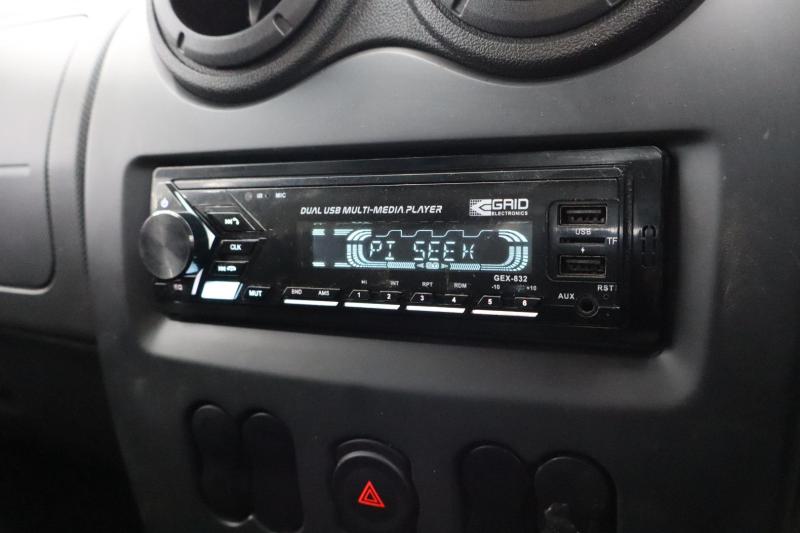 IR MIC
DUAL USB MULTI-MEDIA PLAYER
GRID
ELECTRONICS
USB
TF
CLK
PI SEEK
GEX-832
MUT
BND AMS
INT RPT RDM -10 +10
1 2 3 4 5 6
AUX
RST